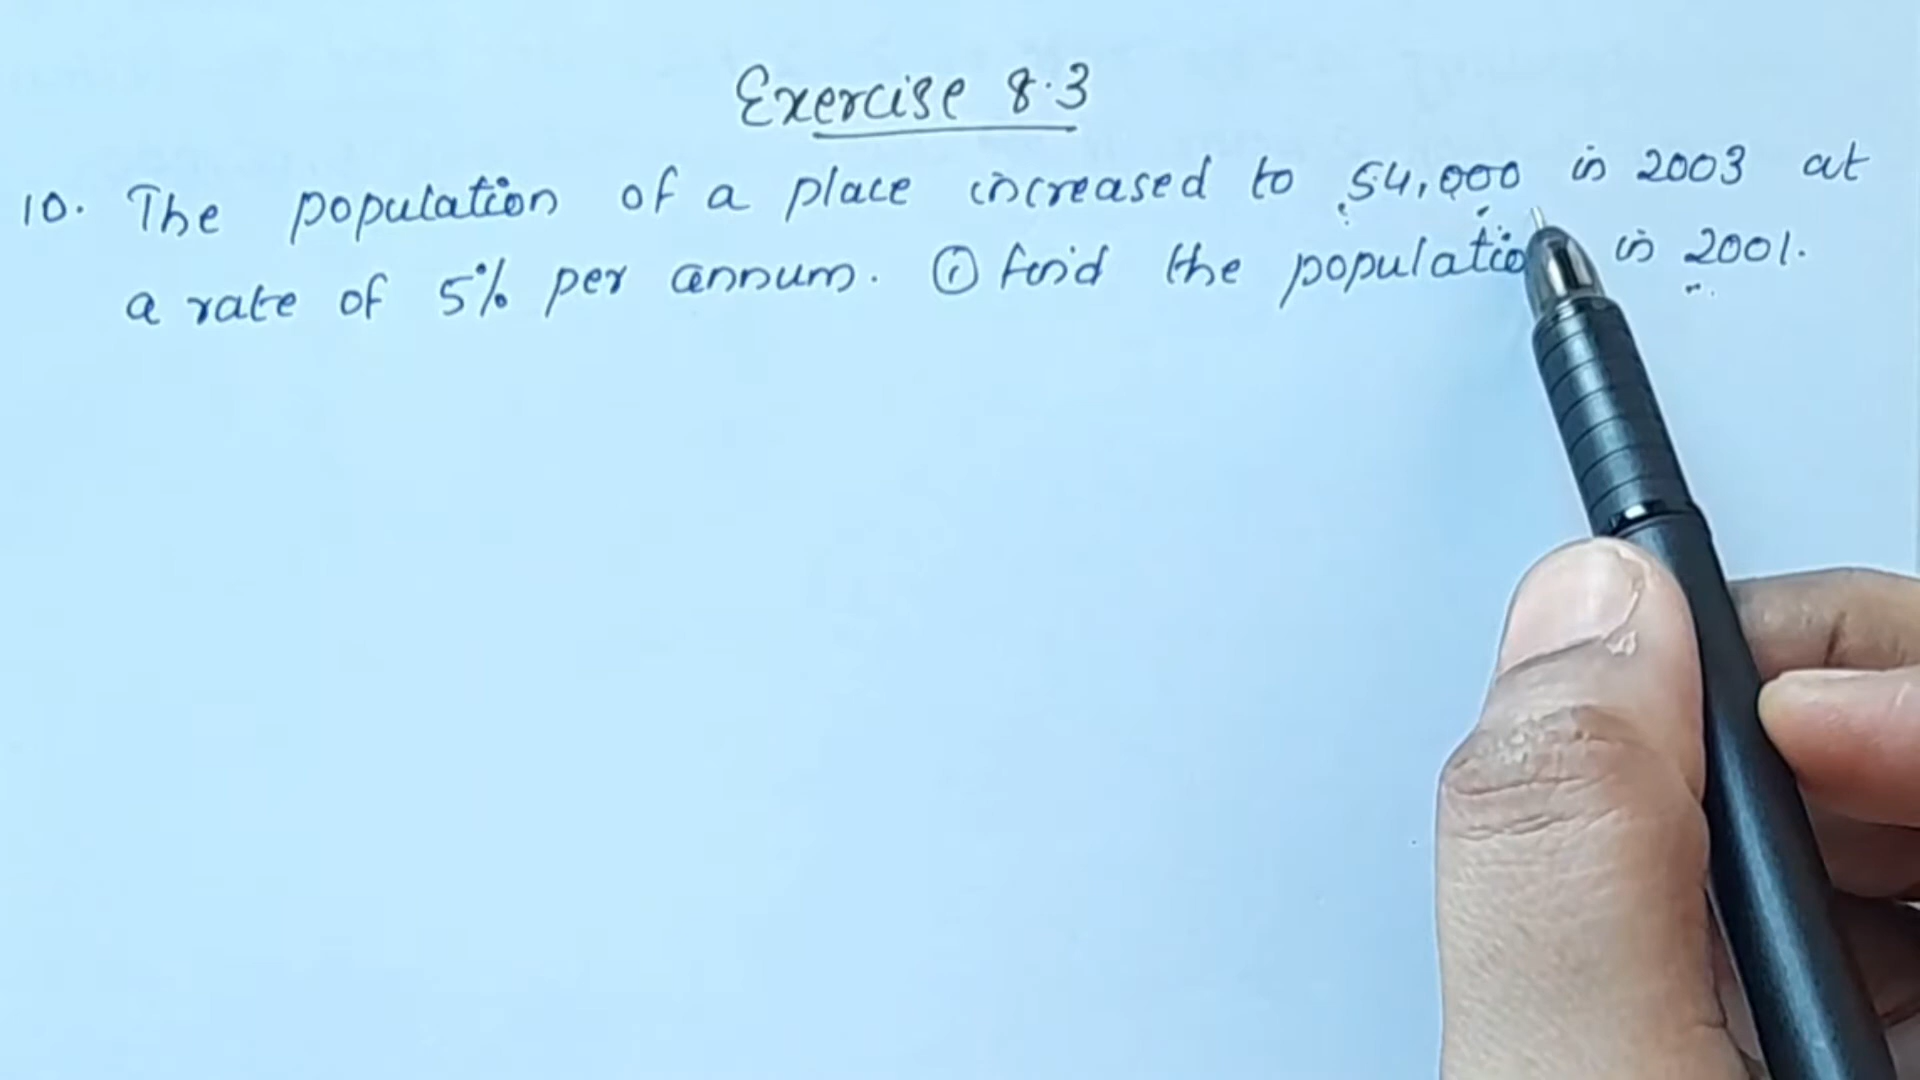 Exercise 8.3
10. The population of a place increased to 54,000 in 2003 at
a rate of 5% per annum. (i) find the population in 2001.